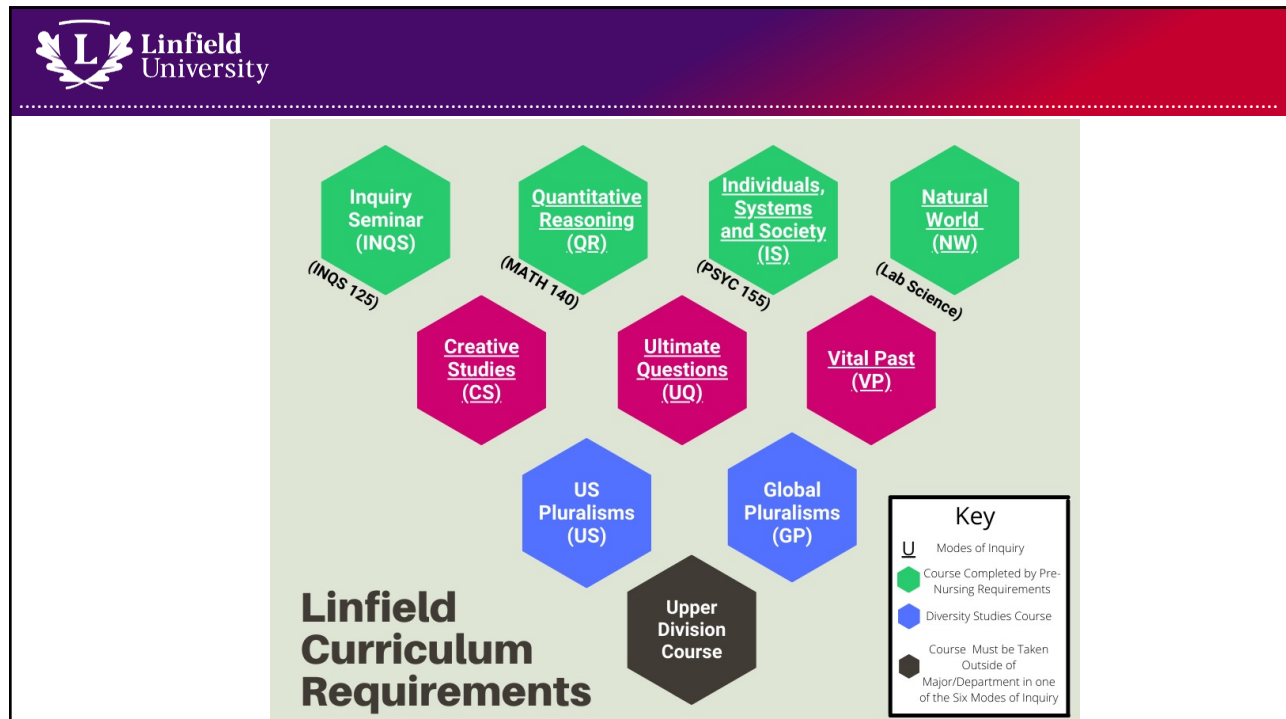 Linfield
University
Inquiry
Seminar
(INQS)
(INQS 125)
Quantitative
Reasoning
(QR)
(MATH 140)
Individuals,
Systems
and Society
(IS)
(PSYC 155)
Natural
World
(NW)
(Lab Science)
Creative
Studies
(CS)
Ultimate
Questions
(UQ)
Vital Past
(VP)
US
Pluralisms
(US)
Global
Pluralisms
(GP)
Upper
Division
Course
Linfield
Curriculum
Requirements
Key
U Modes of Inquiry
Course Completed by Pre-
Nursing Requirements
Diversity Studies Course
Course Must be Taken
Outside of
Major/Department in one
of the Six Modes of Inquiry